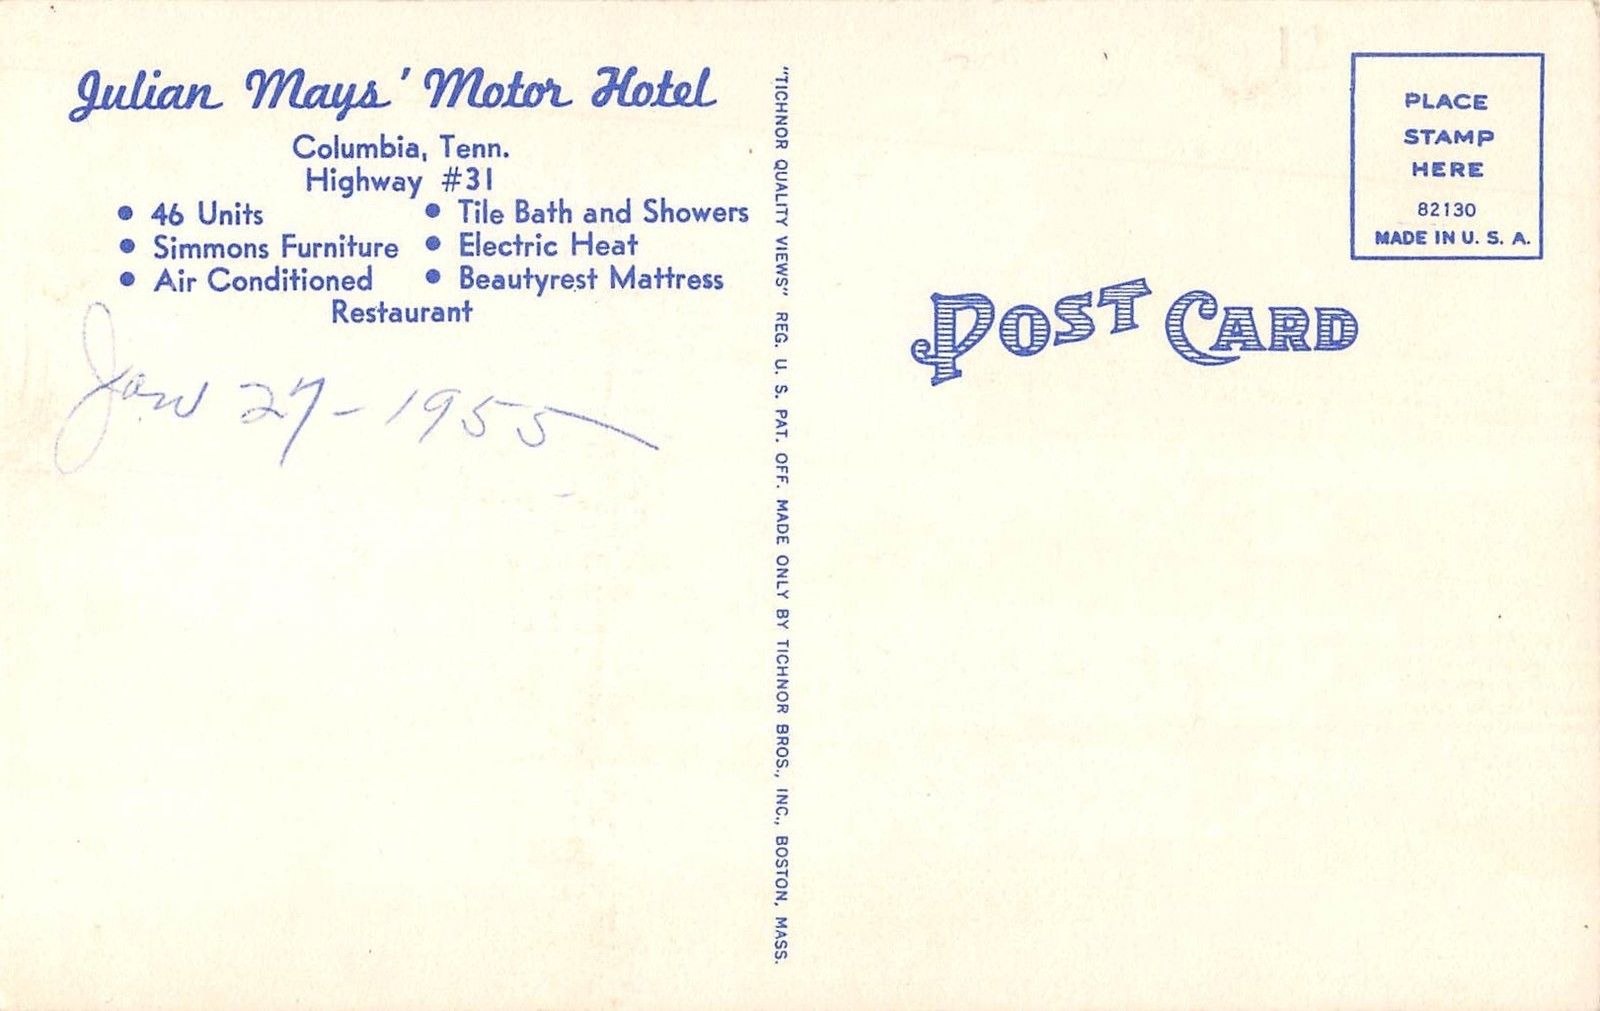 Julian Mays' Motor Hotel
Columbia, Tenn.
Highway #31
• 46 Units
• Tile Bath and Showers
• Simmons Furniture
• Electric Heat
• Air Conditioned
• Beautyrest Mattress
Restaurant
Jan 27-1955
"TICHNOR QUALITY VIEWS" REG. U. S. PAT. OFF. MADE ONLY BY TICHNOR BROS., INC., BOSTON, MASS.
PLACE
STAMP
HERE
82130
MADE IN U. S. A.
POST CARD